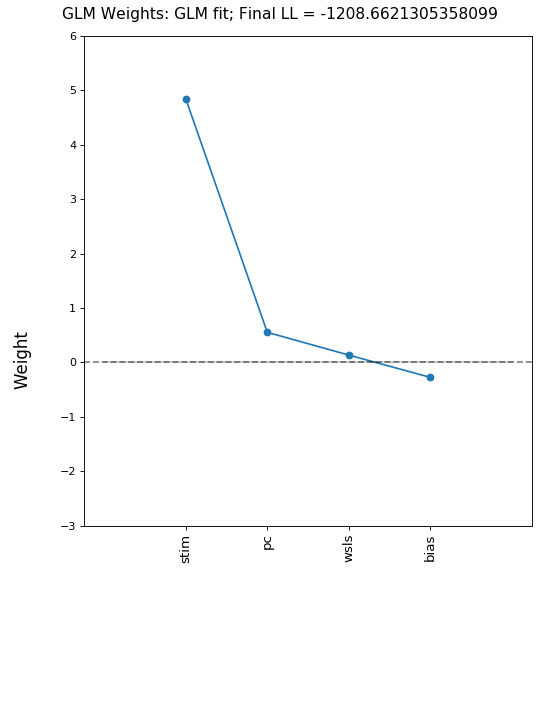 GLM Weights: GLM fit; Final LL = -1208.6621305358099
6
5
4
3
2
1
0
−1
−2
−3
Weight
stim
pc
wsls
bias